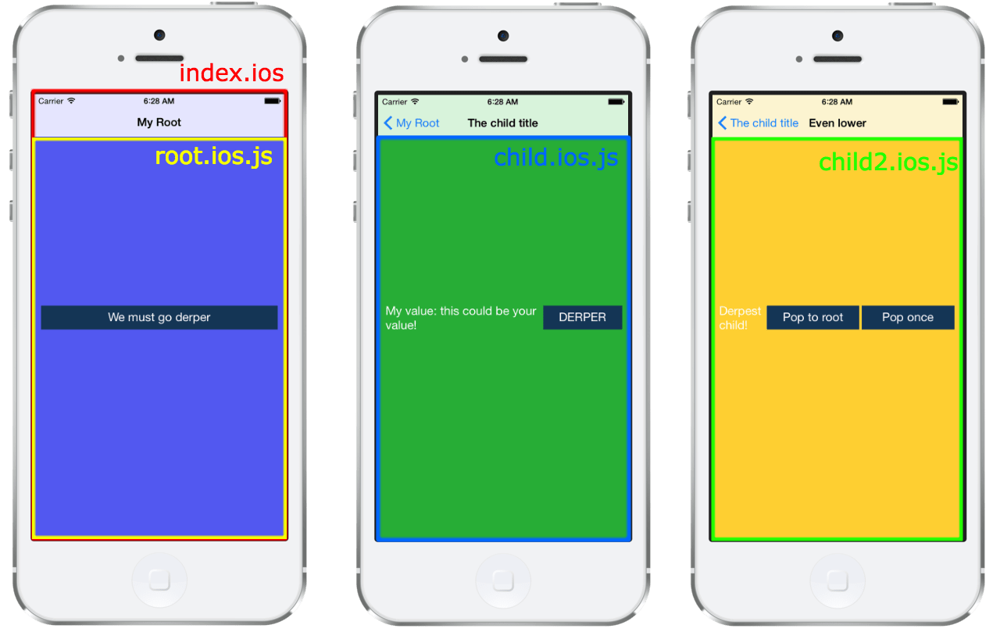 index.ios
Carrier
6:28 AM
My Root
root.ios.js
We must go derper
Carrier
6:28 AM
My Root
The child title
child.ios.js
My value: this could be your
value!
DERPER
Carrier
6:28 AM
The child title
Even lower
child2.ios.js
Derpest
child!
Pop to root
Pop once